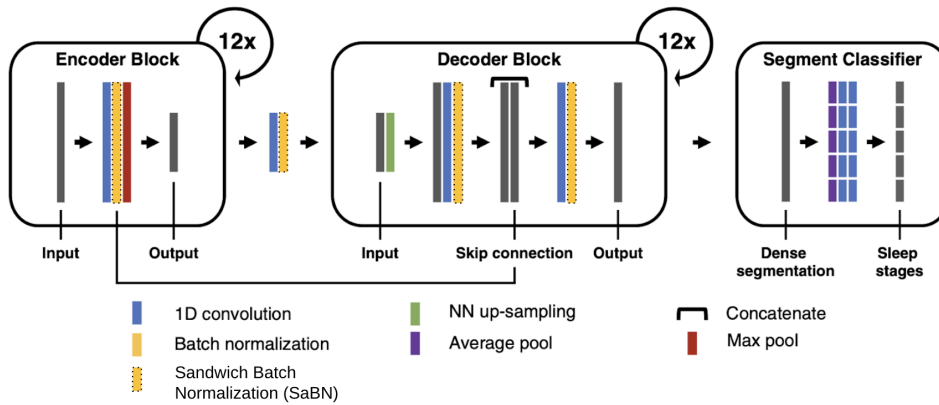 12x
12x
Encoder Block
Decoder Block
Segment Classifier
Input
Output
Input
Skip connection
Output
Dense
segmentation
Sleep
stages
1D convolution
NN up-sampling
Concatenate
Batch normalization
Average pool
Max pool
Sandwich Batch
Normalization (SaBN)